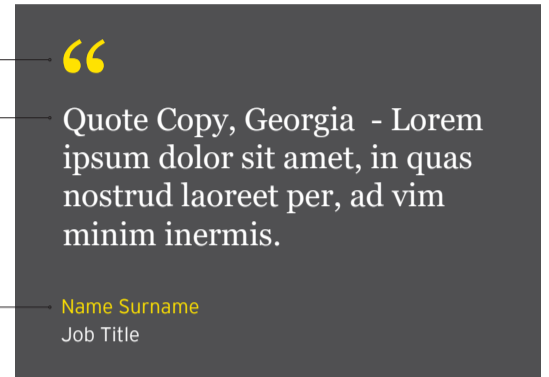 “
Quote Copy, Georgia  - Lorem
ipsum dolor sit amet, in quas
nostrud laoreet per, ad vim
minim inermis.
Name Surname
Job Title